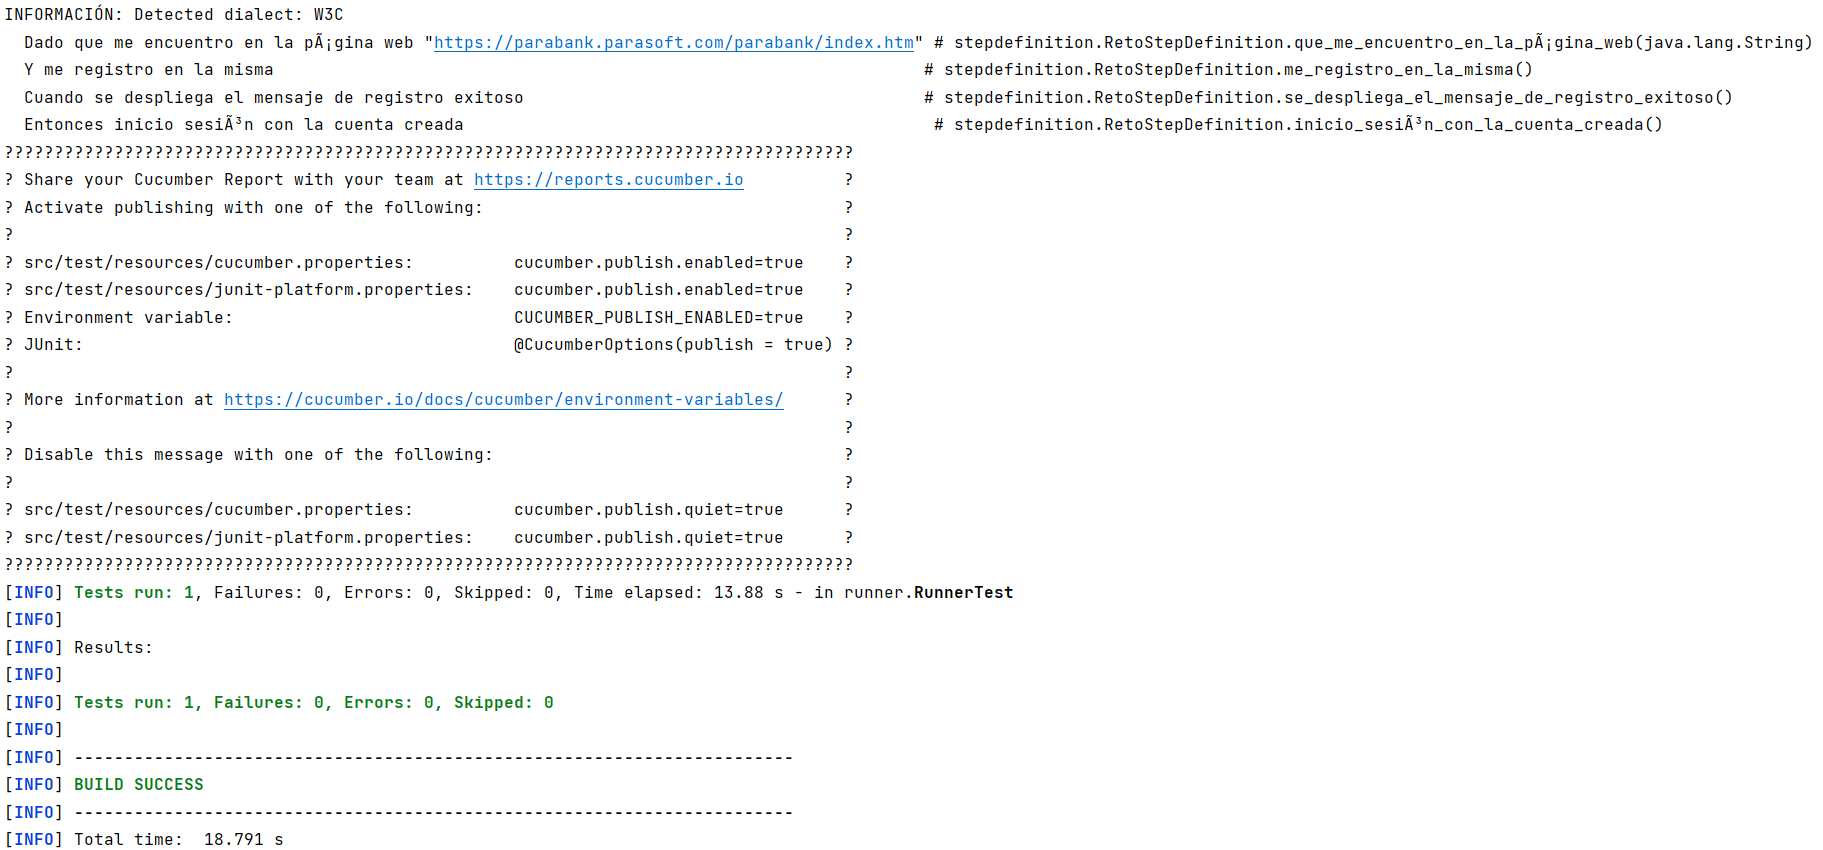 INFORMACIÓN: Detected dialect: W3C
  Dado que me encuentro en la pÃ¡gina web "https://parabank.parasoft.com/parabank/index.htm" # stepdefinition.RetoStepDefinition.que_me_encuentro_en_la_pÃ¡gina_web(java.lang.String)
  Y me registro en la misma # stepdefinition.RetoStepDefinition.me_registro_en_la_misma()
  Cuando se despliega el mensaje de registro exitoso # stepdefinition.RetoStepDefinition.se_despliega_el_mensaje_de_registro_exitoso()
  Entonces inicio sesiÃ³n con la cuenta creada # stepdefinition.RetoStepDefinition.inicio_sesiÃ³n_con_la_cuenta_creada()
?????????????????????????????????????????????????????????????????????????????????????
? Share your Cucumber Report with your team at https://reports.cucumber.io          ?
? Activate publishing with one of the following:                                    ?
?                                                                                   ?
? src/test/resources/cucumber.properties:          cucumber.publish.enabled=true    ?
? src/test/resources/junit-platform.properties:    cucumber.publish.enabled=true    ?
? Environment variable:                            CUCUMBER_PUBLISH_ENABLED=true    ?
? JUnit:                                           @CucumberOptions(publish = true) ?
?                                                                                   ?
? More information at https://cucumber.io/docs/cucumber/environment-variables/      ?
?                                                                                   ?
? Disable this message with one of the following:                                   ?
?                                                                                   ?
? src/test/resources/cucumber.properties:          cucumber.publish.quiet=true      ?
? src/test/resources/junit-platform.properties:    cucumber.publish.quiet=true      ?
?????????????????????????????????????????????????????????????????????????????????????
[INFO] Tests run: 1, Failures: 0, Errors: 0, Skipped: 0, Time elapsed: 13.88 s - in runner.RunnerTest
[INFO]
[INFO] Results:
[INFO]
[INFO] Tests run: 1, Failures: 0, Errors: 0, Skipped: 0
[INFO]
[INFO] ------------------------------------------------------------------------
[INFO] BUILD SUCCESS
[INFO] ------------------------------------------------------------------------
[INFO] Total time:  18.791 s